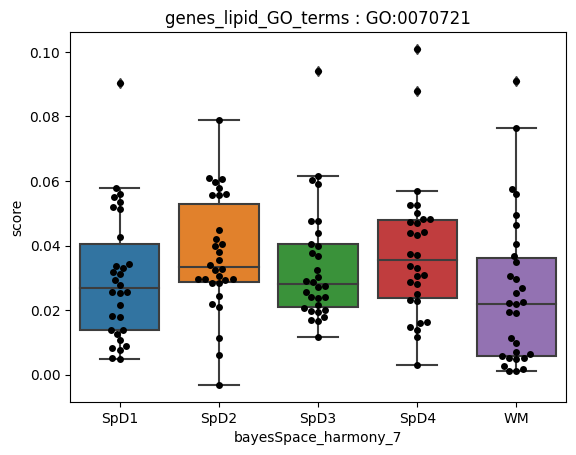 genes_lipid_GO_terms : GO:0070721
0.10
0.08
0.06
0.04
0.02
0.00
score
SpD1 SpD2 SpD3 SpD4 WM
bayesSpace_harmony_7